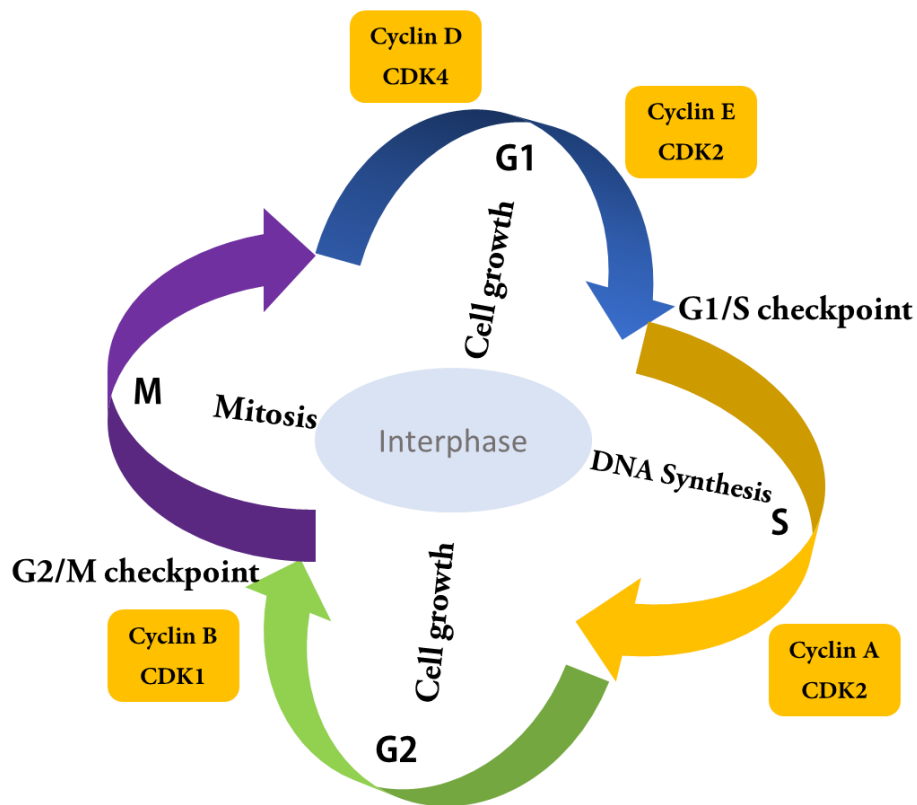 Cyclin D
CDK4
Cyclin E
CDK2
G1
Cell growth
G1/S checkpoint
M
Mitosis
Interphase
DNA Synthesis
S
G2/M checkpoint
Cell growth
Cyclin B
CDK1
Cyclin A
CDK2
G2